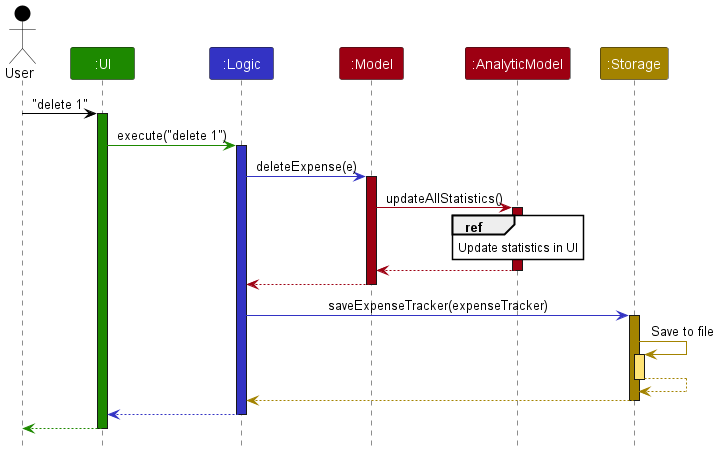 User
:UI
:Logic
:Model
:AnalyticModel
:Storage
"delete 1"
execute("delete 1")
deleteExpense(e)
updateAllStatistics()
ref
Update statistics in UI
saveExpenseTracker(expenseTracker)
Save to file